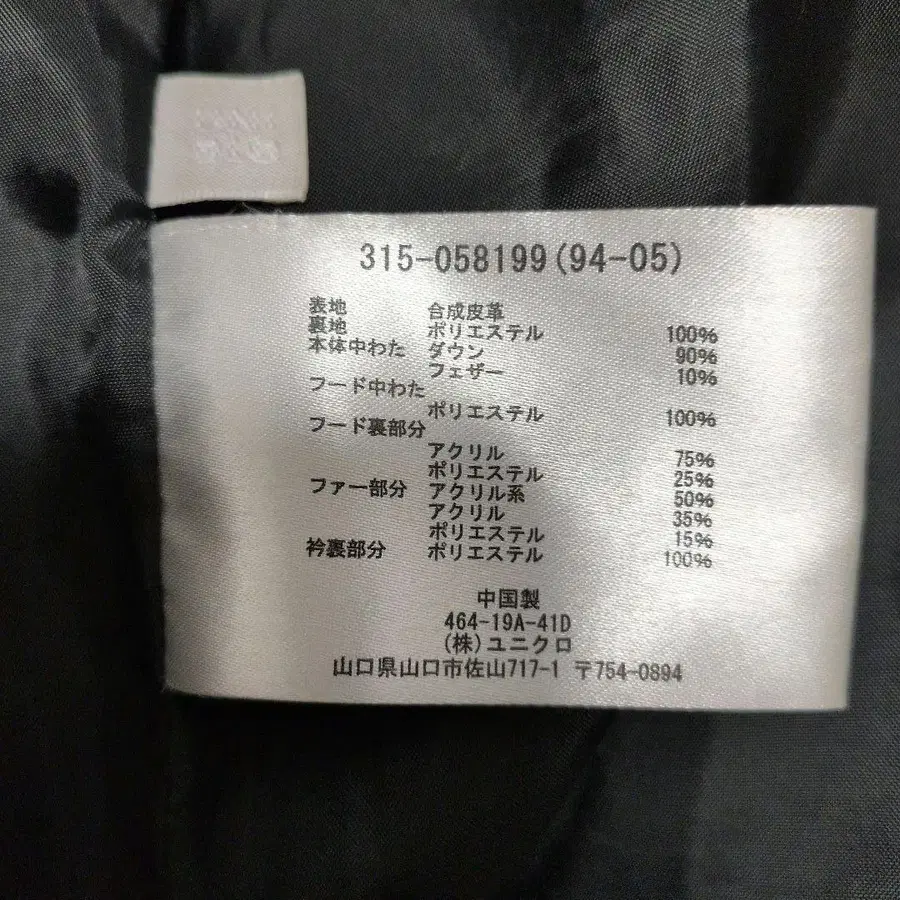 315-058199(94-05)
表地 合成皮革
裏地 ポリエステル 100%
本体中わた ダウン 90%
フェザー 10%
フード中わた
ポリエステル 100%
フード裏部分
アクリル 75%
ポリエステル 25%
ファー部分 アクリル系 50%
アクリル 35%
ポリエステル 15%
衿裏部分 ポリエステル 100%
中国製
464-19A-41D
(株)ユニクロ
山口県山口市佐山717-1 〒754-0894